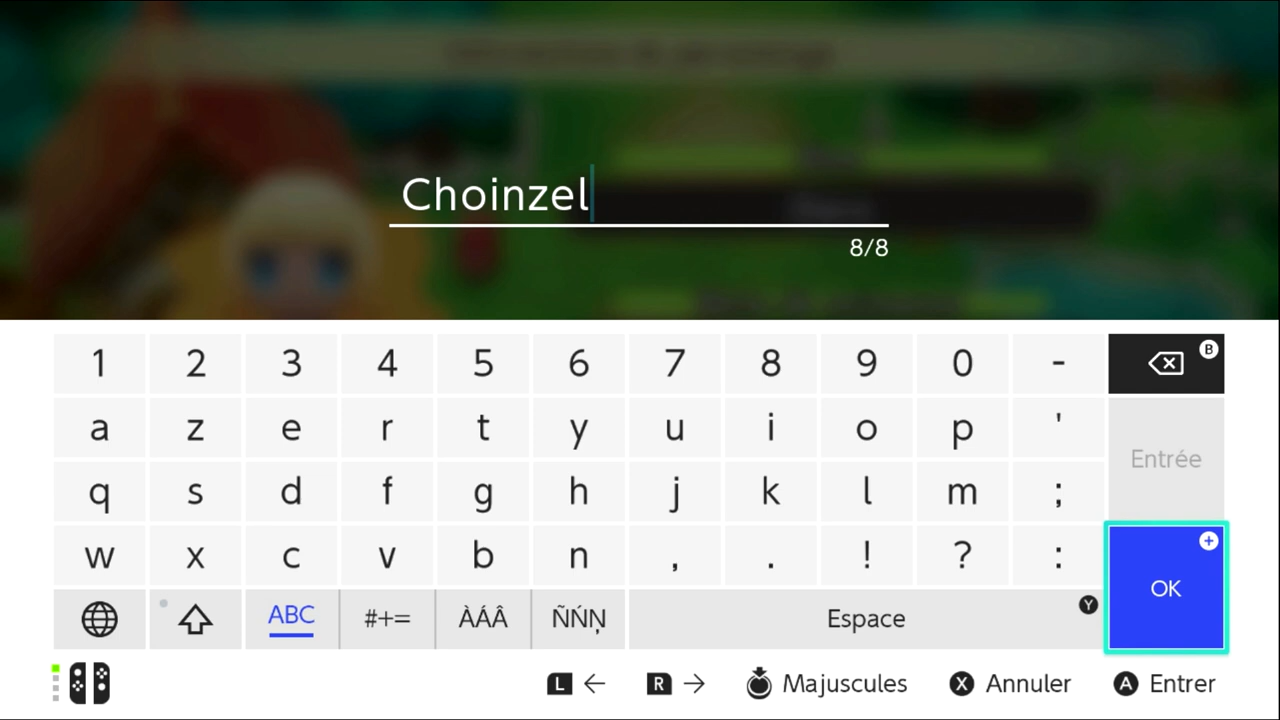 Choinzel
8/8
1 2 3 4 5 6 7 8 9 0 - B
a z e r t y u i o p '
Entrée
q s d f g h j k l m ;
w x c v b n , . ! ? :
OK +
ABC #+= ÀÁÂ ÑŃŅ Espace Y
L ← R → Majuscules X Annuler A Entrer